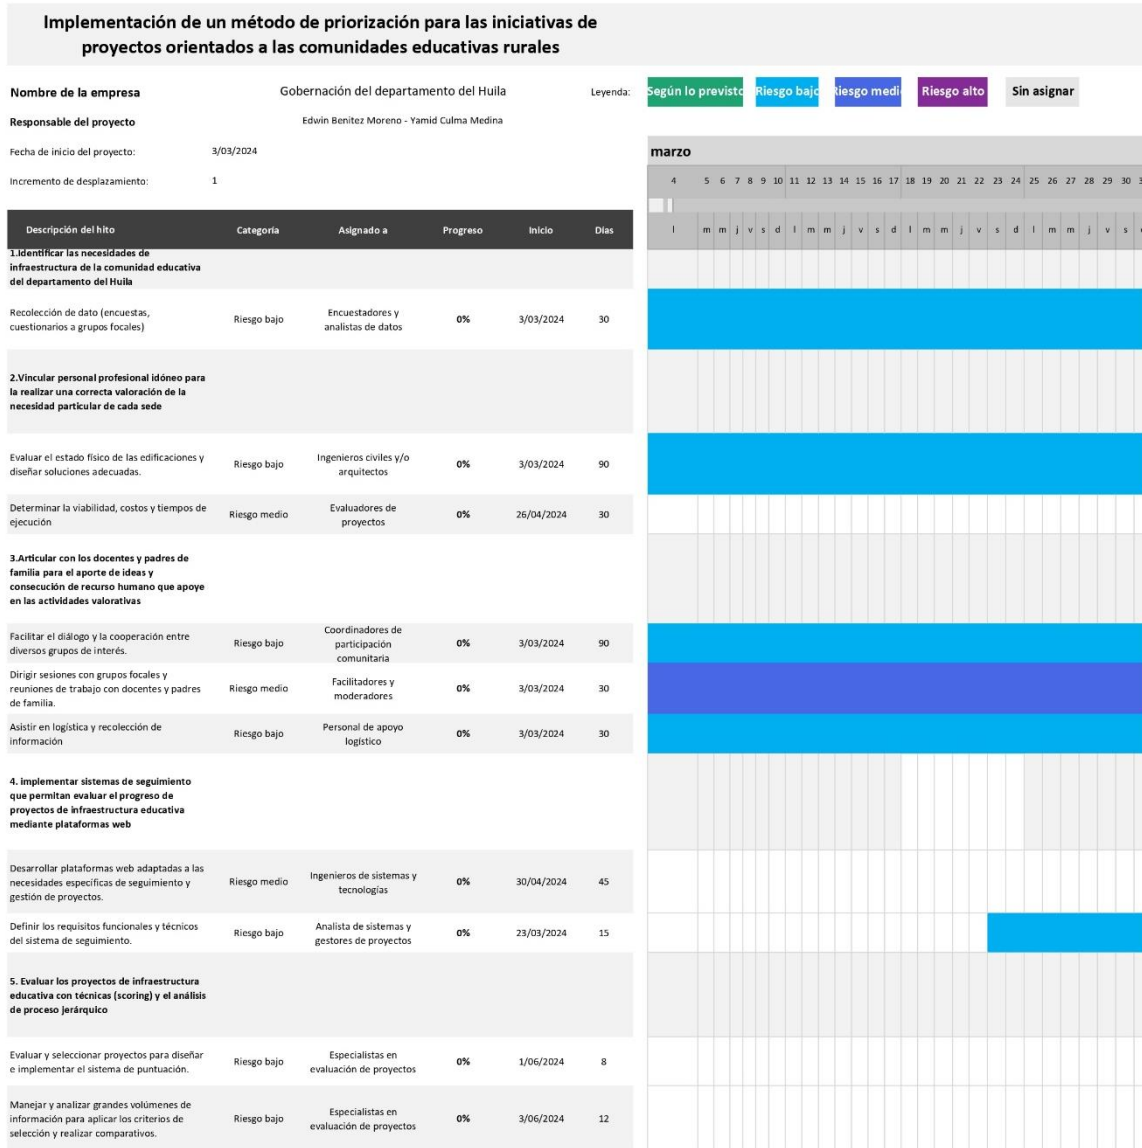 Implementación de un método de priorización para las iniciativas de
proyectos orientados a las comunidades educativas rurales
Nombre de la empresa
Gobernación del departamento del Huila
Leyenda:
Según lo previsto
Riesgo bajo
Riesgo medi
Riesgo alto
Sin asignar
Responsable del proyecto
Edwin Benitez Moreno - Yamid Culma Medina
Fecha de inicio del proyecto:
3/03/2024
marzo
Incremento de desplazamiento:
1
4 5 6 7 8 9 10 11 12 13 14 15 16 17 18 19 20 21 22 23 24 25 26 27 28 29 30
Descripción del hito Categoría Asignado a Progreso Inicio Días
l m m j v s d l m m j v s d l m m j v s d l m m j v s
1.Identificar las necesidades de
infraestructura de la comunidad educativa
del departamento del Huila
Recolección de dato (encuestas,
cuestionarios a grupos focales)
Riesgo bajo
Encuestadores y
analistas de datos
0%
3/03/2024
30
2.Vincular personal profesional idóneo para
la realizar una correcta valoración de la
necesidad particular de cada sede
Evaluar el estado físico de las edificaciones y
diseñar soluciones adecuadas.
Riesgo bajo
Ingenieros civiles y/o
arquitectos
0%
3/03/2024
90
Determinar la viabilidad, costos y tiempos de
ejecución
Riesgo medio
Evaluadores de
proyectos
0%
26/04/2024
30
3.Articular con los docentes y padres de
familia para el aporte de ideas y
consecución de recurso humano que apoye
en las actividades valorativas
Facilitar el diálogo y la cooperación entre
diversos grupos de interés.
Riesgo bajo
Coordinadores de
participación
comunitaria
0%
3/03/2024
90
Dirigir sesiones con grupos focales y
reuniones de trabajo con docentes y padres
de familia.
Riesgo medio
Facilitadores y
moderadores
0%
3/03/2024
30
Asistir en logística y recolección de
información
Riesgo bajo
Personal de apoyo
logístico
0%
3/03/2024
30
4. implementar sistemas de seguimiento
que permitan evaluar el progreso de
proyectos de infraestructura educativa
mediante plataformas web
Desarrollar plataformas web adaptadas a las
necesidades específicas de seguimiento y
gestión de proyectos.
Riesgo medio
Ingenieros de sistemas y
tecnologías
0%
30/04/2024
45
Definir los requisitos funcionales y técnicos
del sistema de seguimiento.
Riesgo bajo
Analista de sistemas y
gestores de proyectos
0%
23/03/2024
15
5. Evaluar los proyectos de infraestructura
educativa con técnicas (scoring) y el análisis
de proceso jerárquico
Evaluar y seleccionar proyectos para diseñar
e implementar el sistema de puntuación.
Riesgo bajo
Especialistas en
evaluación de proyectos
0%
1/06/2024
8
Manejar y analizar grandes volúmenes de
información para aplicar los criterios de
selección y realizar comparativos.
Riesgo bajo
Especialistas en
evaluación de proyectos
0%
3/06/2024
12